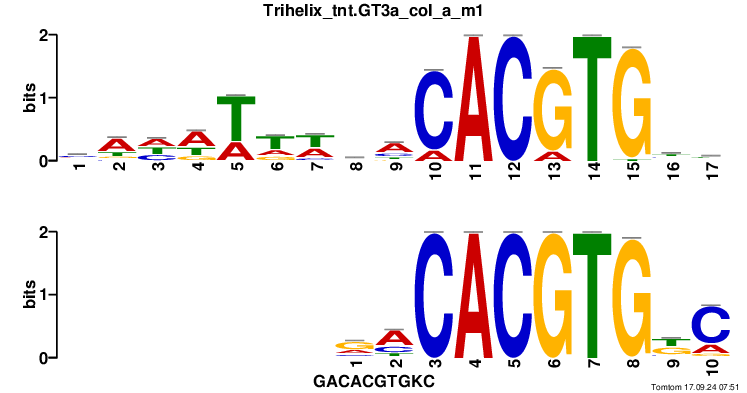 Trihelix_tnt.GT3a_col_a_m1
2
1
0
bits
1 2 3 4 5 6 7 8 9 10 11 12 13 14 15 16 17
T A A A T T T A C A C G T G
2
1
0
bits
1 2 3 4 5 6 7 8 9 10
G A C A C G T G T C
GACACGTGKC
Tomtom 17.09.24 07:51